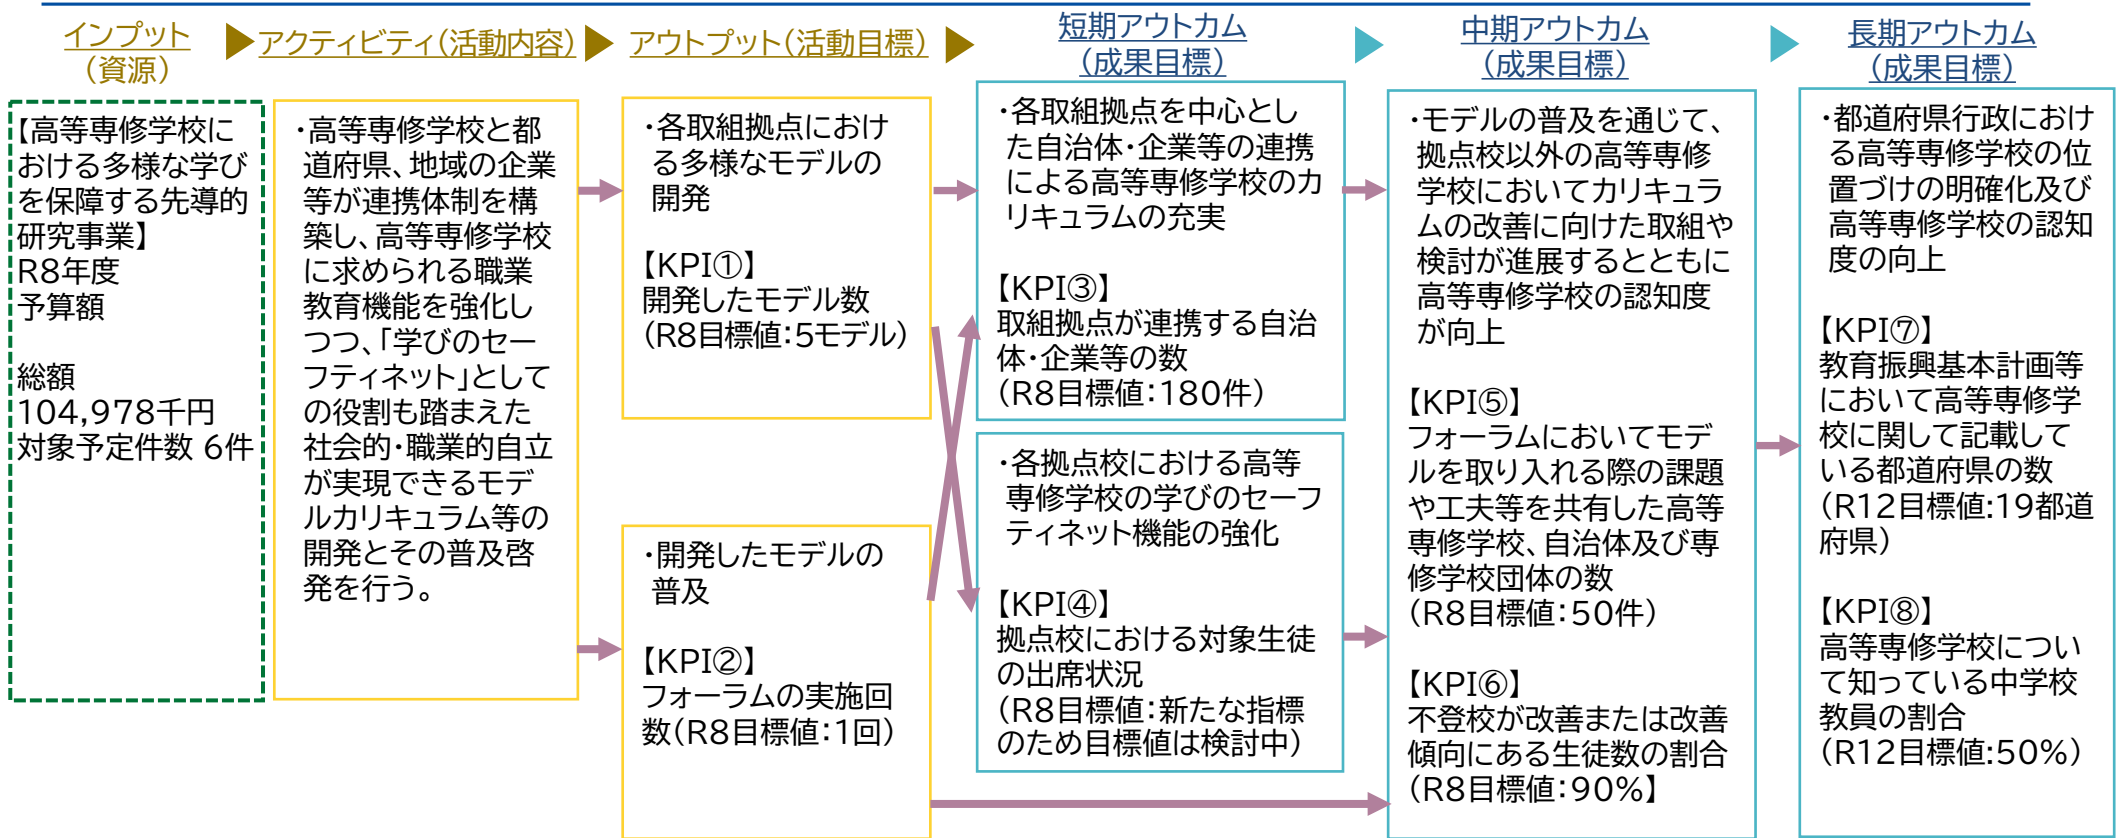 インプット
（資源）
アクティビティ（活動内容）
アウトプット（活動目標）
短期アウトカム
（成果目標）
中期アウトカム
（成果目標）
長期アウトカム
（成果目標）
【高等専修学校に
おける多様な学び
を保障する先導的
研究事業】
R8年度
予算額
総額
104,978千円
対象予定件数 6件
・高等専修学校と都
道府県、地域の企業
等が連携体制を構
築し、高等専修学校
に求められる職業
教育機能を強化し
つつ、「学びのセー
フティネット」として
の役割も踏まえた
社会的・職業的自立
が実現できるモデ
ルカリキュラム等の
開発とその普及啓
発を行う。
・各取組拠点におけ
る多様なモデルの
開発
【KPI①】
開発したモデル数
（R8目標値：5モデル）
・開発したモデルの
普及
【KPI②】
フォーラムの実施回
数（R8目標値：1回）
・各取組拠点を中心とし
た自治体・企業等の連携
による高等専修学校のカ
リキュラムの充実
【KPI③】
取組拠点が連携する自治
体・企業等の数
（R8目標値：180件）
・各拠点校における高等
専修学校の学びのセーフ
ティネット機能の強化
【KPI④】
拠点校における対象生徒
の出席状況
（R8目標値：新たな指標
のため目標値は検討中）
・モデルの普及を通じて、
拠点校以外の高等専修
学校においてカリキュラ
ムの改善に向けた取組や
検討が進展するとともに
高等専修学校の認知度
が向上
【KPI⑤】
フォーラムにおいてモデ
ルを取り入れる際の課題
や工夫等を共有した高等
専修学校、自治体及び専
修学校団体の数
（R8目標値：50件）
【KPI⑥】
不登校が改善または改善
傾向にある生徒数の割合
（R8目標値：90%】
・都道府県行政におけ
る高等専修学校の位
置づけの明確化及び
高等専修学校の認知
度の向上
【KPI⑦】
教育振興基本計画等
において高等専修学
校に関して記載して
いる都道府県の数
（R12目標値:19都道
府県）
【KPI⑧】
高等専修学校につい
て知っている中学校
教員の割合
（R12目標値:50%）